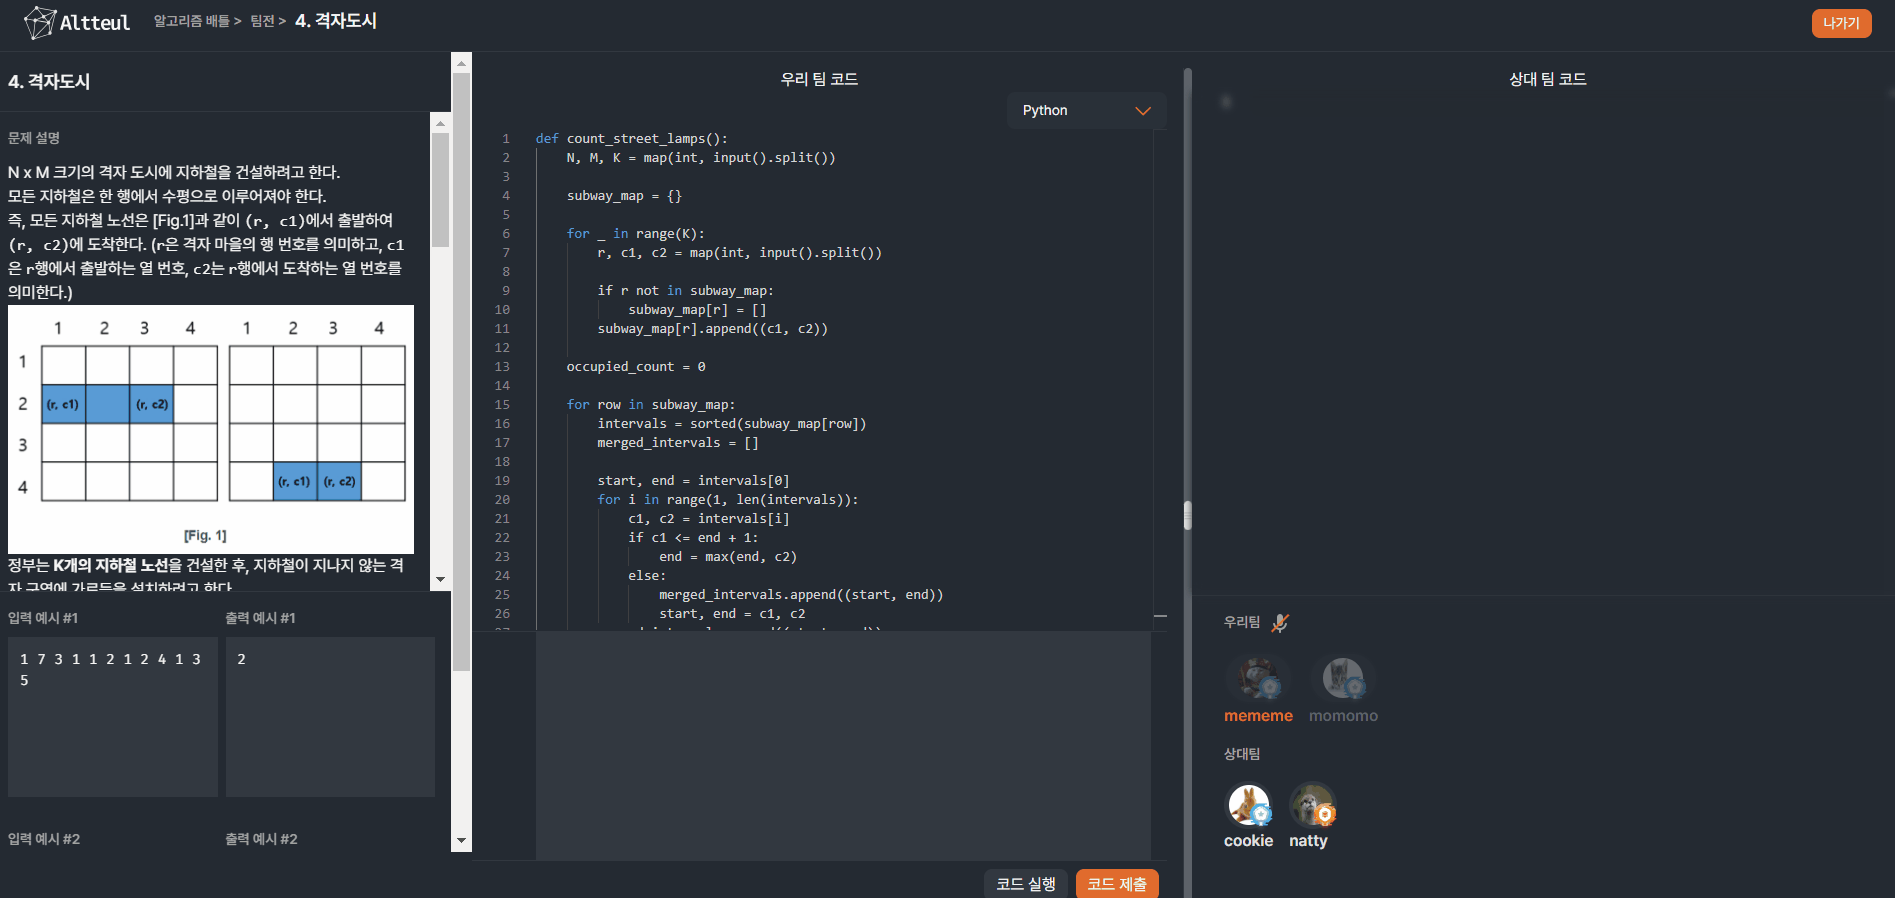 Altteul
알고리즘 배틀 > 팀전 > 4. 격자도시
나가기
4. 격자도시
문제 설명
N x M 크기의 격자 도시에 지하철을 건설하려고 한다.
모든 지하철은 한 행에서 수평으로 이루어져야 한다.
즉, 모든 지하철 노선은 [Fig.1]과 같이 (r, c1)에서 출발하여
(r, c2)에 도착한다. (r은 격자 마을의 행 번호를 의미하고, c1
은 r행에서 출발하는 열 번호, c2는 r행에서 도착하는 열 번호를
의미한다.)
1 2 3 4 1 2 3 4
1
2 (r, c1) (r, c2)
3
4 (r, c1) (r, c2)
[Fig. 1]
정부는 K개의 지하철 노선을 건설한 후, 지하철이 지나지 않는 격
자 구역에 가로등을 설치하려고 한다.
입력 예시 #1
출력 예시 #1
1 7 3 1 1 2 1 2 4 1 3
5
2
입력 예시 #2
출력 예시 #2
우리 팀 코드
Python
1 def count_street_lamps():
2 N, M, K = map(int, input().split())
3
4 subway_map = {}
5
6 for _ in range(K):
7 r, c1, c2 = map(int, input().split())
8
9 if r not in subway_map:
10 subway_map[r] = []
11 subway_map[r].append((c1, c2))
12
13 occupied_count = 0
14
15 for row in subway_map:
16 intervals = sorted(subway_map[row])
17 merged_intervals = []
18
19 start, end = intervals[0]
20 for i in range(1, len(intervals)):
21 c1, c2 = intervals[i]
22 if c1 <= end + 1:
23 end = max(end, c2)
24 else:
25 merged_intervals.append((start, end))
26 start, end = c1, c2
코드 실행
코드 제출
상대 팀 코드
우리팀
mememe momomo
상대팀
cookie natty